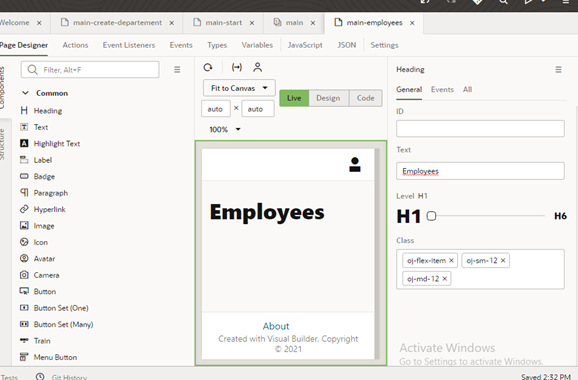 Welcome × main-create-departement × main-start × main × main-employees ×
Page Designer Actions Event Listeners Events Types Variables JavaScript JSON Settings
Components
Structure
Filter, Alt+F
Common
Heading
Text
Highlight Text
Label
Badge
Paragraph
Hyperlink
Image
Icon
Avatar
Camera
Button
Button Set (One)
Button Set (Many)
Train
Menu Button
Fit to Canvas
Live Design Code
auto × auto
100%
Employees
About
Created with Visual Builder, Copyright
© 2021
Heading
General Events All
ID
Text
Employees
Level H1
H1 H6
Class
oj-flex-item × oj-sm-12 ×
oj-md-12 ×
Activate Windows
Go to Settings to activate Windows.
Tests Git History Saved 2:32 PM